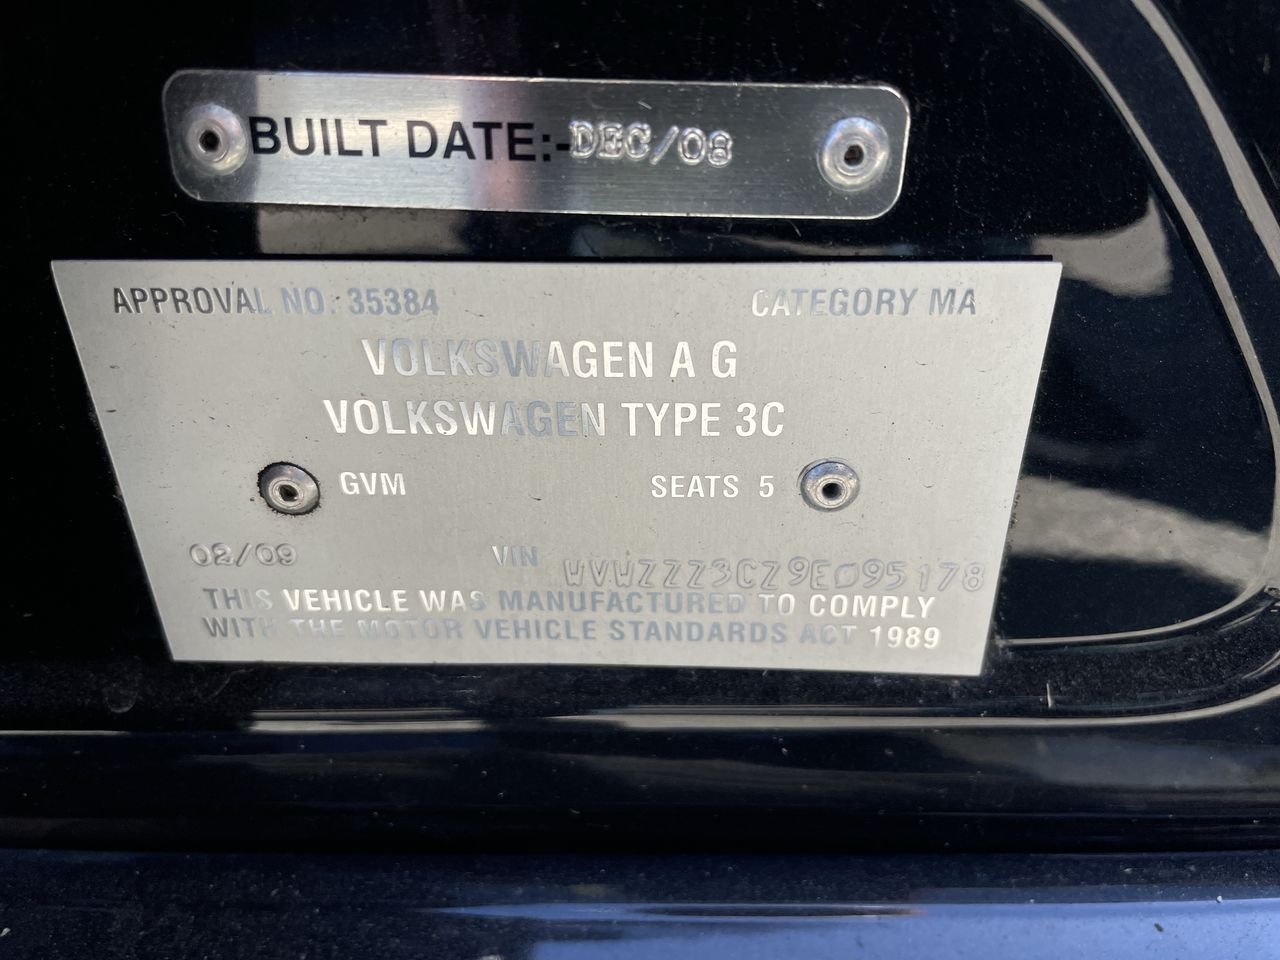 BUILT DATE:-DEC/08
APPROVAL NO. 35384 CATEGORY MA
VOLKSWAGEN A G
VOLKSWAGEN TYPE 3C
GVM SEATS 5
02/09 VIN WVWZZZ3CZ9E095178
THIS VEHICLE WAS MANUFACTURED TO COMPLY
WITH THE MOTOR VEHICLE STANDARDS ACT 1989